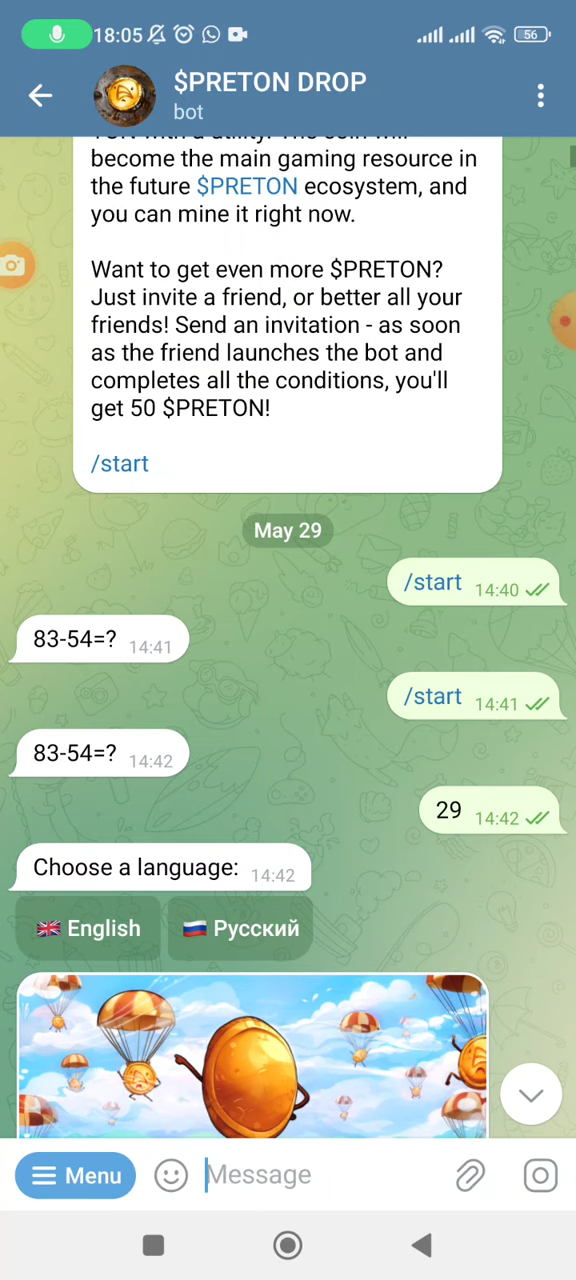 18:05
56
$PRETON DROP
bot
become the main gaming resource in
the future $PRETON ecosystem, and
you can mine it right now.
Want to get even more $PRETON?
Just invite a friend, or better all your
friends! Send an invitation - as soon
as the friend launches the bot and
completes all the conditions, you'll
get 50 $PRETON!
/start
May 29
/start 14:40
83-54=? 14:41
/start 14:41
83-54=? 14:42
29 14:42
Choose a language: 14:42
English Русский
Menu Message